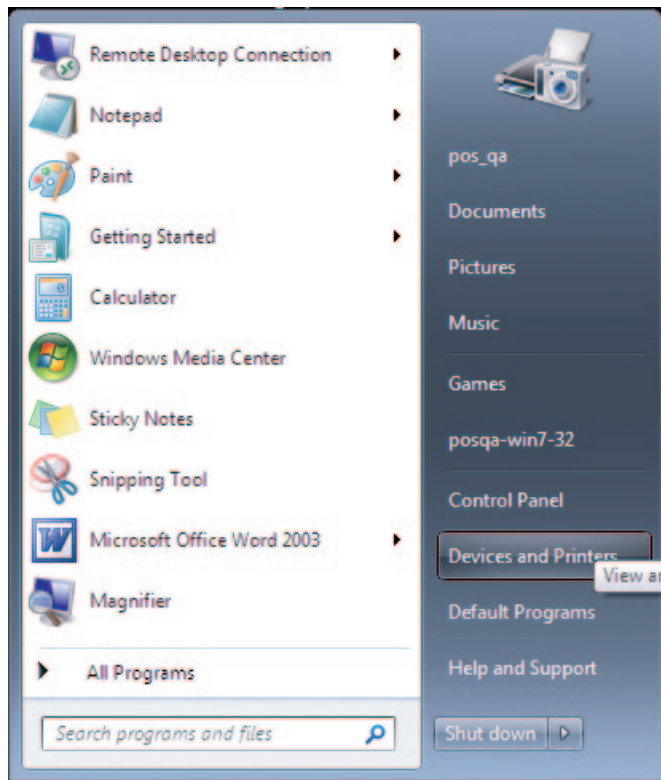 Remote Desktop Connection
Notepad
Paint
Getting Started
Calculator
Windows Media Center
Sticky Notes
Snipping Tool
Microsoft Office Word 2003
Magnifier
All Programs
Search programs and files
pos_qa
Documents
Pictures
Music
Games
posqa-win7-32
Control Panel
Devices and Printers
View
Default Programs
Help and Support
Shut down